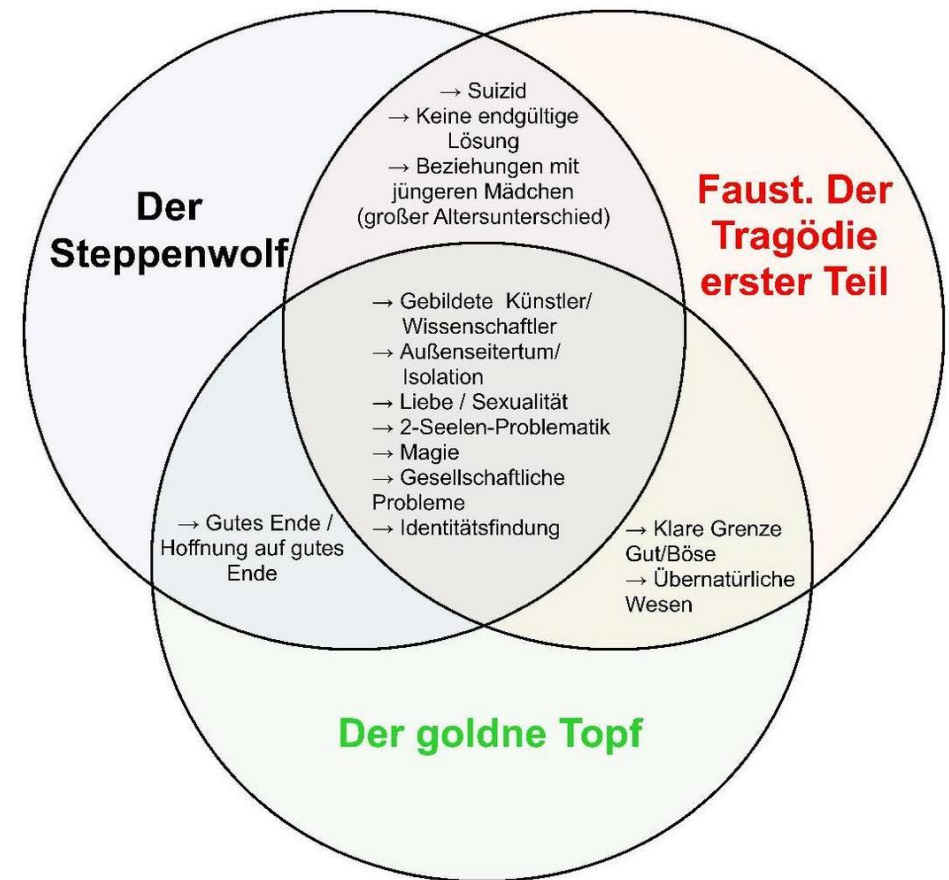 → Suizid
→ Keine endgültige
Lösung
→ Beziehungen mit
jüngeren Mädchen
(großer Altersunterschied)
Der
Steppenwolf
Faust. Der
Tragödie
erster Teil
→ Gebildete Künstler/
Wissenschaftler
→ Außenseitertum/
Isolation
→ Liebe / Sexualität
→ 2-Seelen-Problematik
→ Magie
→ Gesellschaftliche
Probleme
→ Identitätsfindung
→ Gutes Ende /
Hoffnung auf gutes
Ende
→ Klare Grenze
Gut/Böse
→ Übernatürliche
Wesen
Der goldne Topf